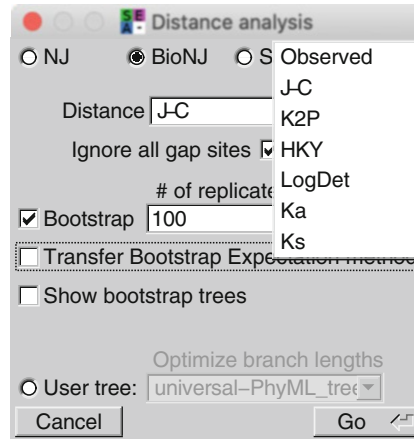 Distance analysis
NJ BioNJ S
Observed
J-C
K2P
HKY
LogDet
Ka
Ks
Distance J-C
Ignore all gap sites
# of replicate
Bootstrap 100
Transfer Bootstrap Expectation method
Show bootstrap trees
Optimize branch lengths
User tree: universal-PhyML_tree
Cancel Go